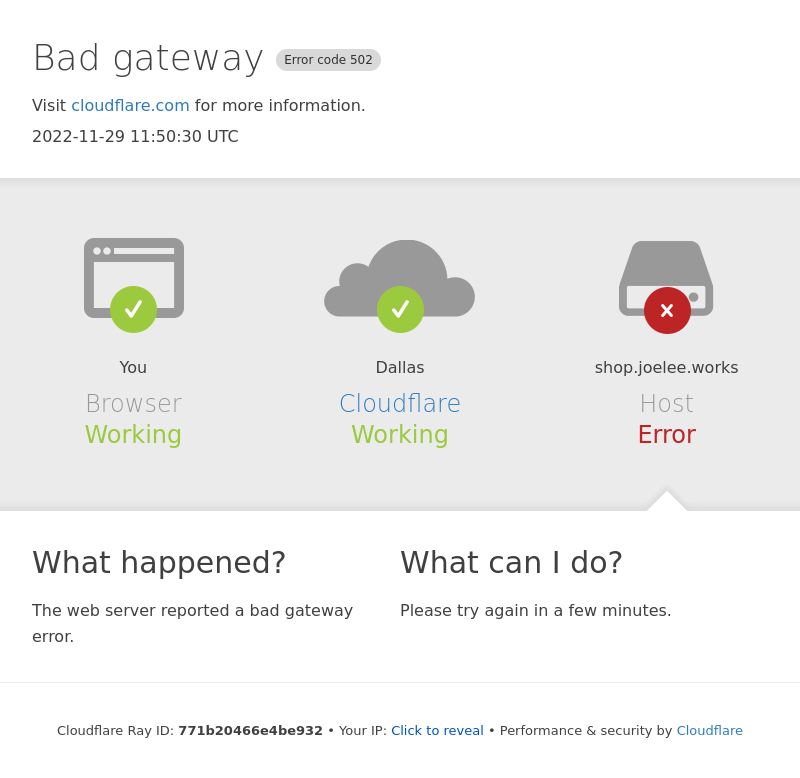 Bad gateway Error code 502
Visit cloudflare.com for more information.
2022-11-29 11:50:30 UTC
You
Browser
Working
Dallas
Cloudflare
Working
shop.joelee.works
Host
Error
What happened?
The web server reported a bad gateway
error.
What can I do?
Please try again in a few minutes.
Cloudflare Ray ID: 771b20466e4be932 • Your IP: Click to reveal • Performance & security by Cloudflare